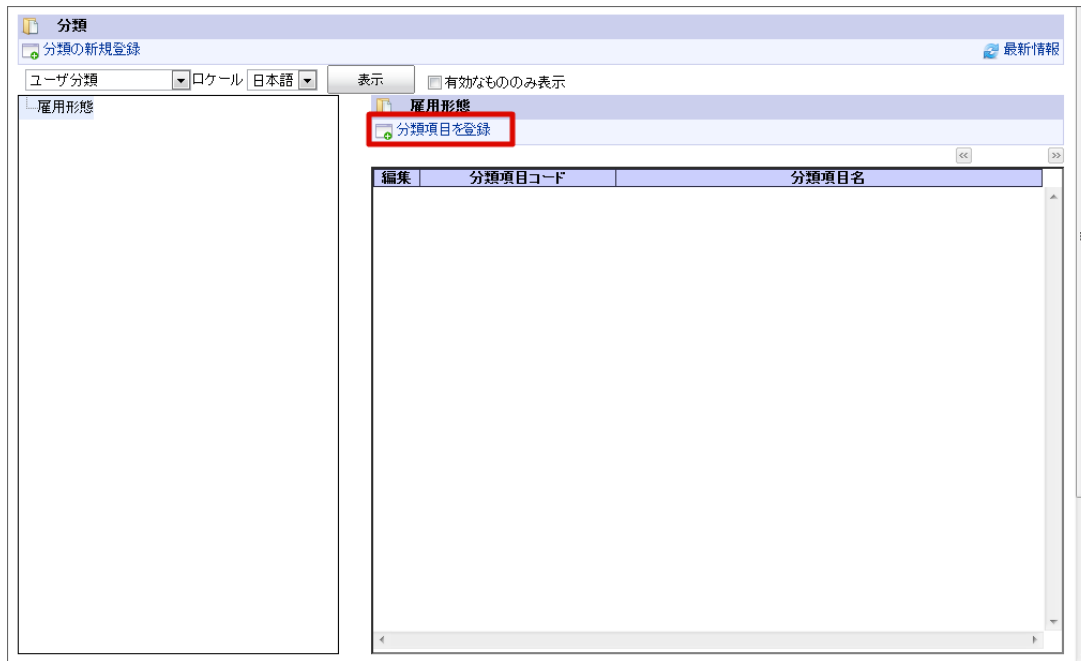 分類
分類の新規登録 最新情報
ユーザ分類 ロケール 日本語 表示 有効なもののみ表示
雇用形態
雇用形態
分類項目を登録
<< >>
編集 分類項目コード 分類項目名